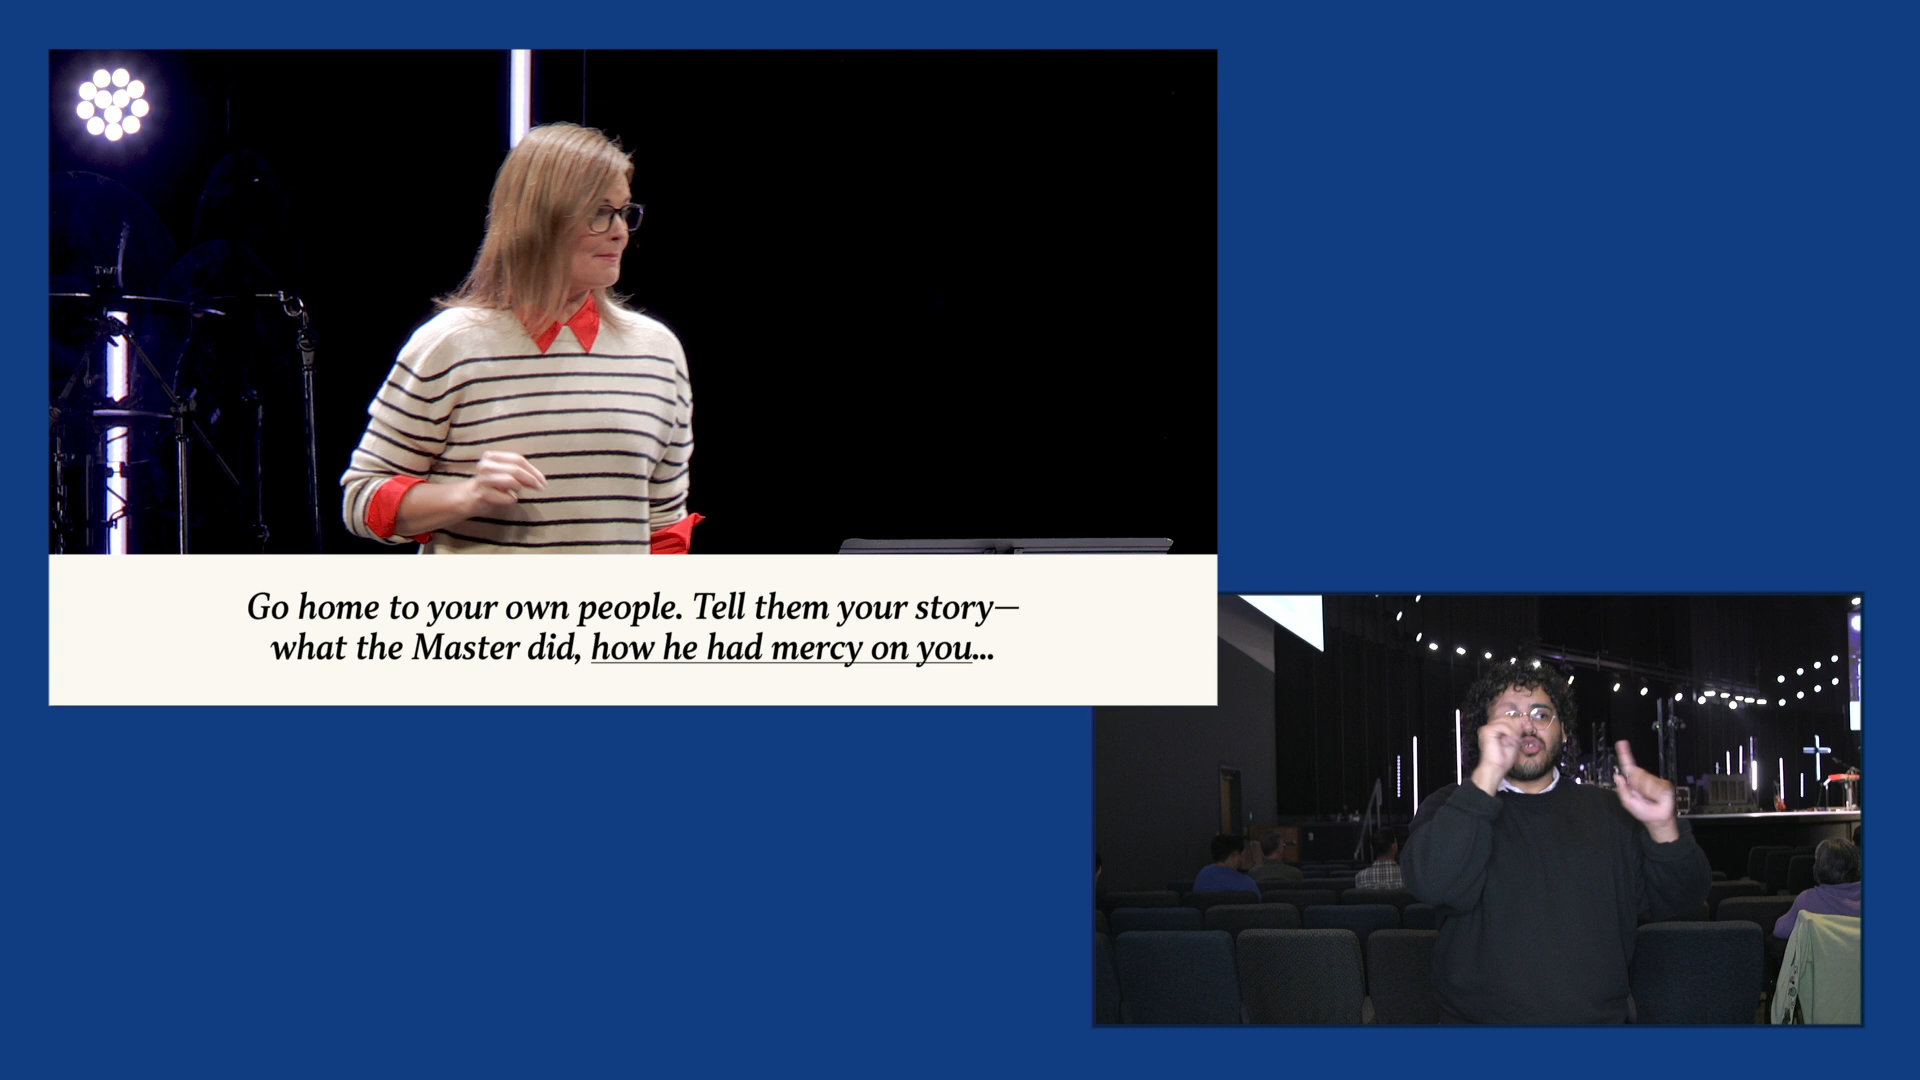 Go home to your own people. Tell them your story—
what the Master did, how he had mercy on you...